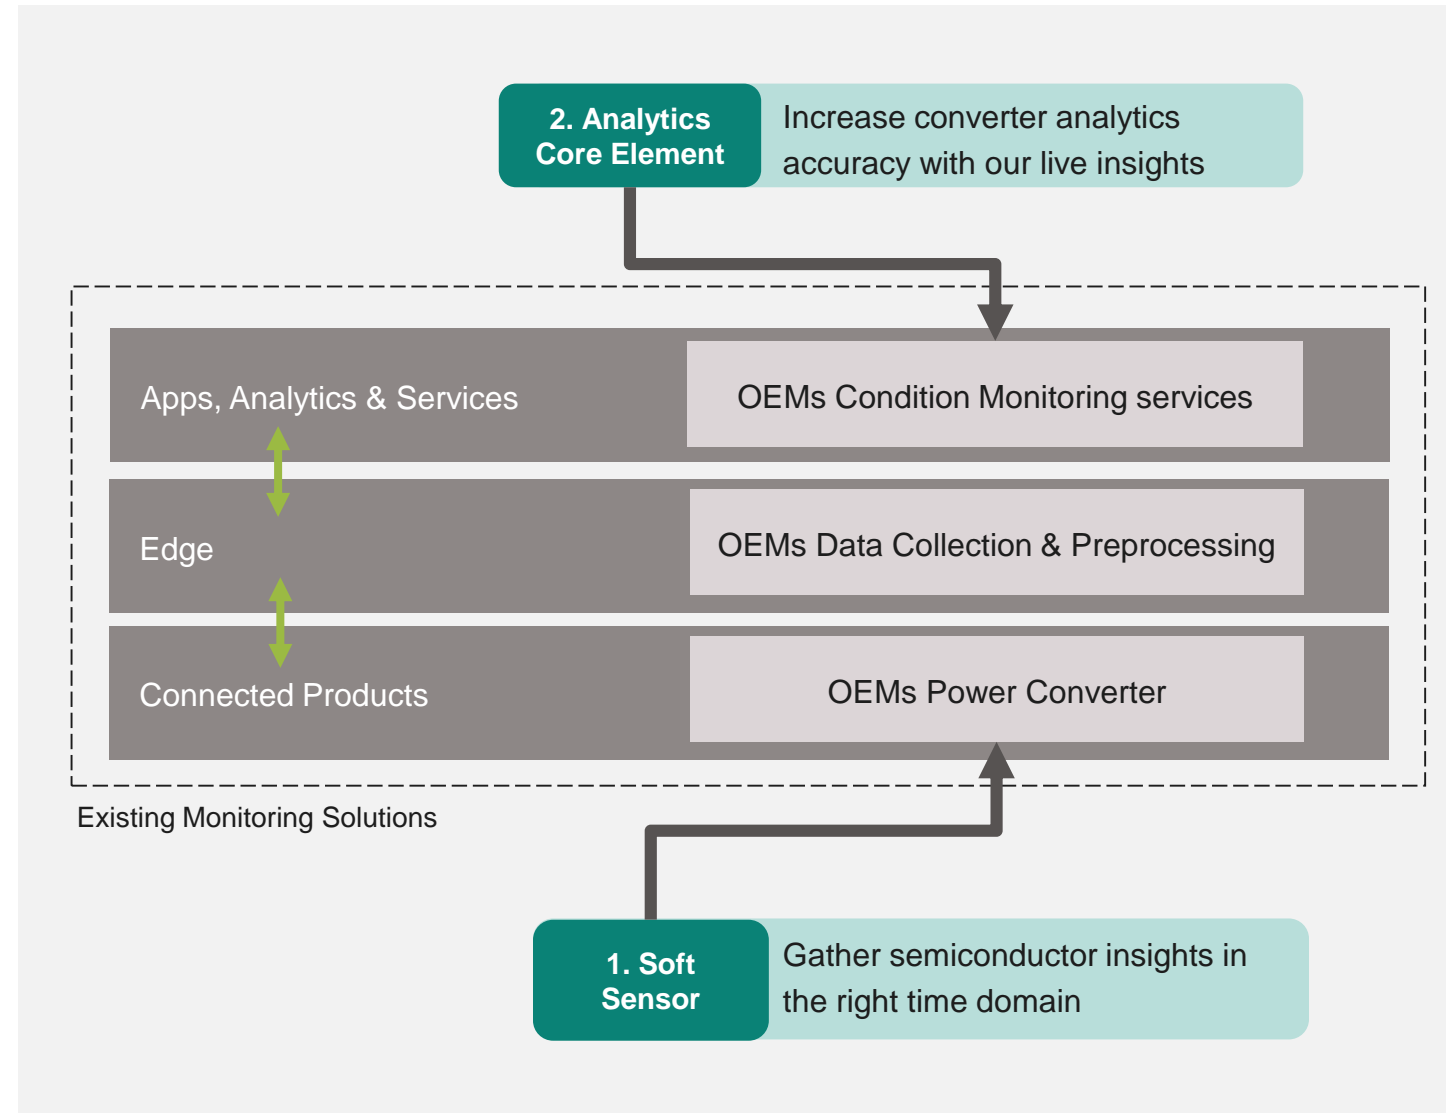 2. Analytics
Core Element
Increase converter analytics
accuracy with our live insights
Apps, Analytics & Services
OEMs Condition Monitoring services
Edge
OEMs Data Collection & Preprocessing
Connected Products
OEMs Power Converter
Existing Monitoring Solutions
1. Soft
Sensor
Gather semiconductor insights in
the right time domain